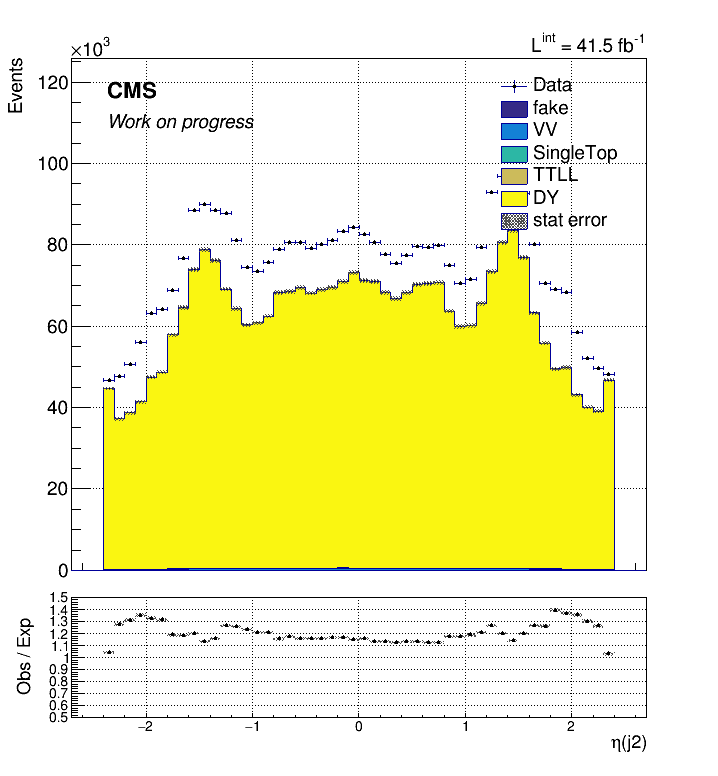 ×10³
L^int = 41.5 fb⁻¹
Events
CMS
Work on progress
Data
fake
VV
SingleTop
TTLL
DY
stat error
120
100
80
60
40
20
0
Obs / Exp
1.5
1.4
1.3
1.2
1.1
1
0.9
0.8
0.7
0.6
0.5
−2 −1 0 1 2
η(j2)